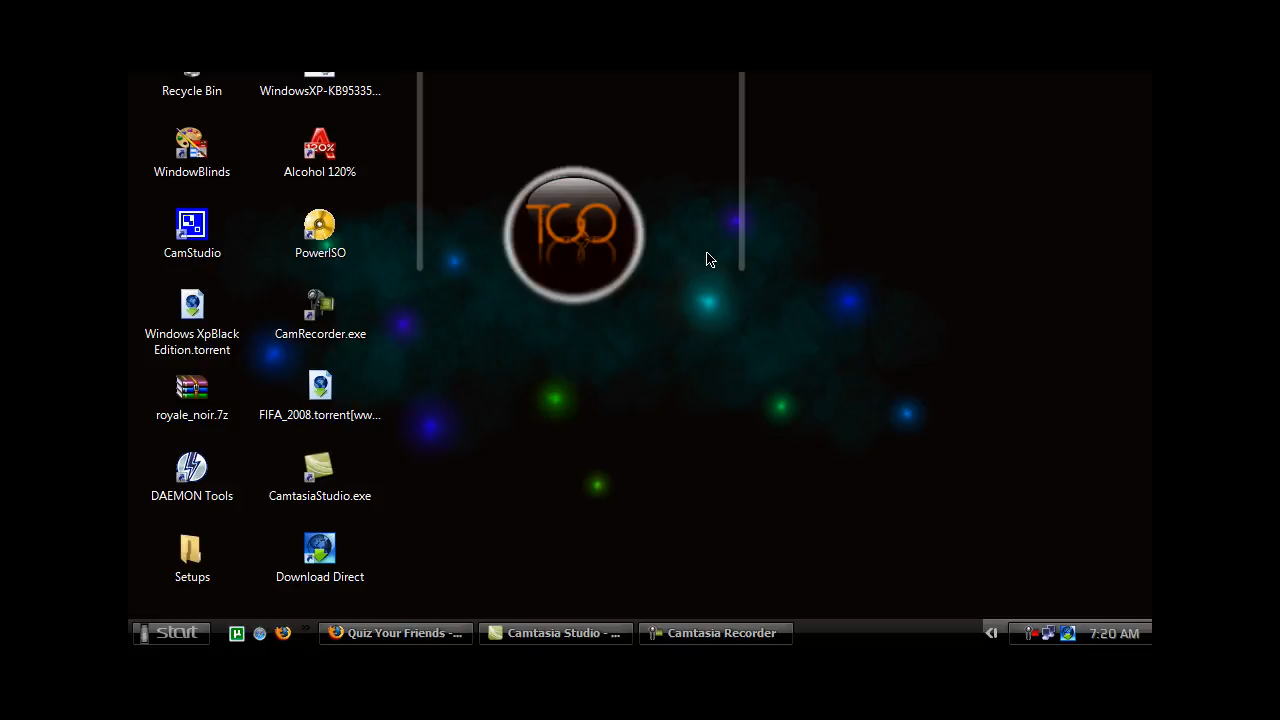 Recycle Bin
WindowsXP-KB95335...
WindowBlinds
Alcohol 120%
120%
CamStudio
PowerISO
TCO
Windows XpBlack
Edition.torrent
CamRecorder.exe
royale_noir.7z
FIFA_2008.torrent[ww...
DAEMON Tools
CamtasiaStudio.exe
Setups
Download Direct
start
Quiz Your Friends -...
Camtasia Studio - ...
Camtasia Recorder
7:20 AM